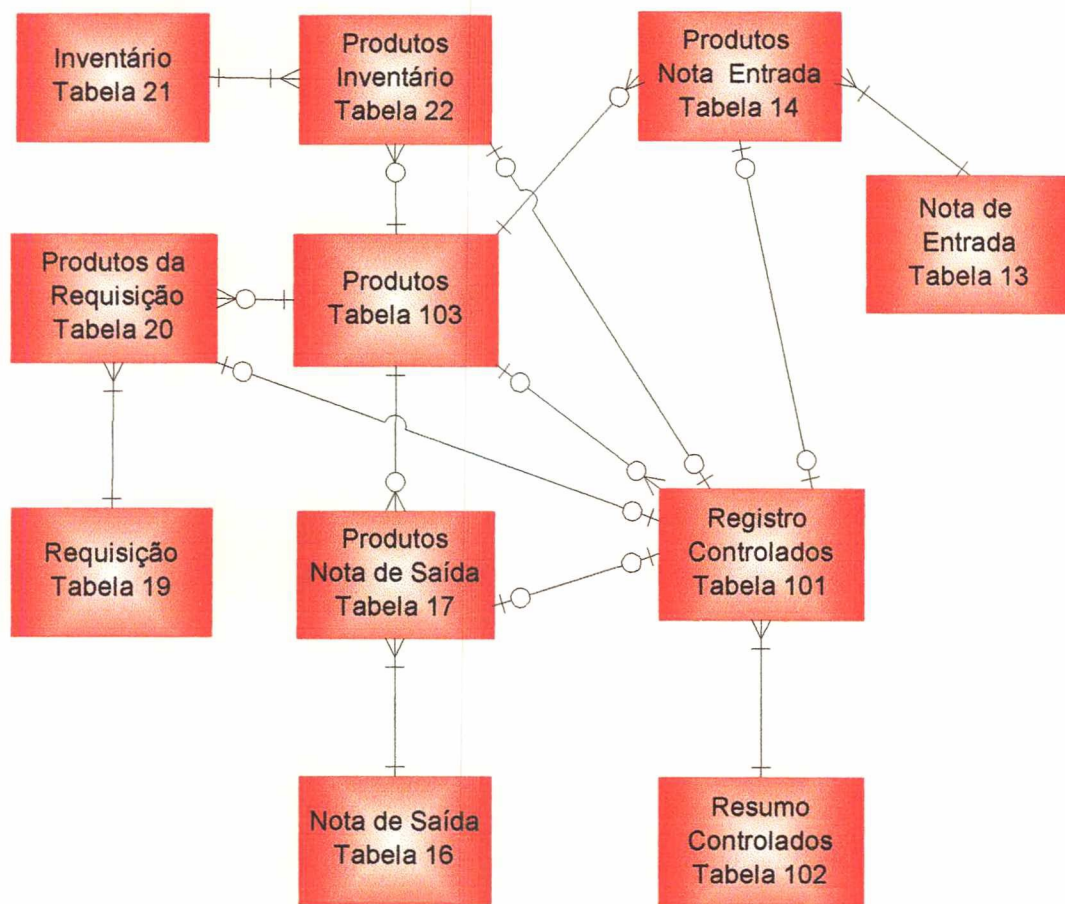 Inventário
Tabela 21
Produtos
Inventário
Tabela 22
Produtos
Nota Entrada
Tabela 14
Nota de
Entrada
Tabela 13
Produtos da
Requisição
Tabela 20
Produtos
Tabela 103
Requisição
Tabela 19
Produtos
Nota de Saída
Tabela 17
Registro
Controlados
Tabela 101
Nota de Saída
Tabela 16
Resumo
Controlados
Tabela 102